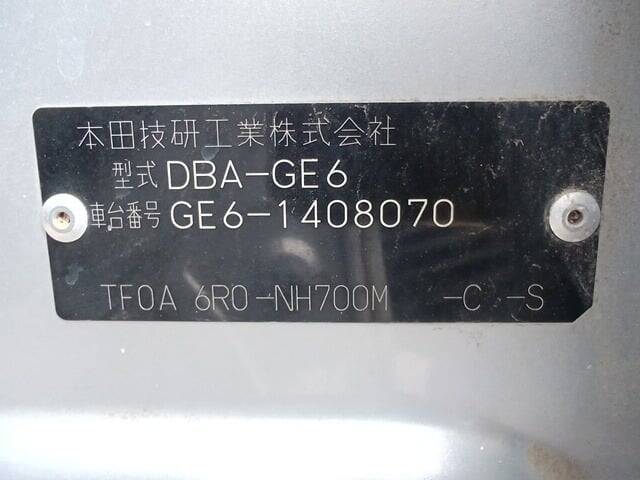 本田技研工業株式会社
型式 DBA-GE6
車台番号 GE6-1408070
TF0A 6R0-NH700M -C -S